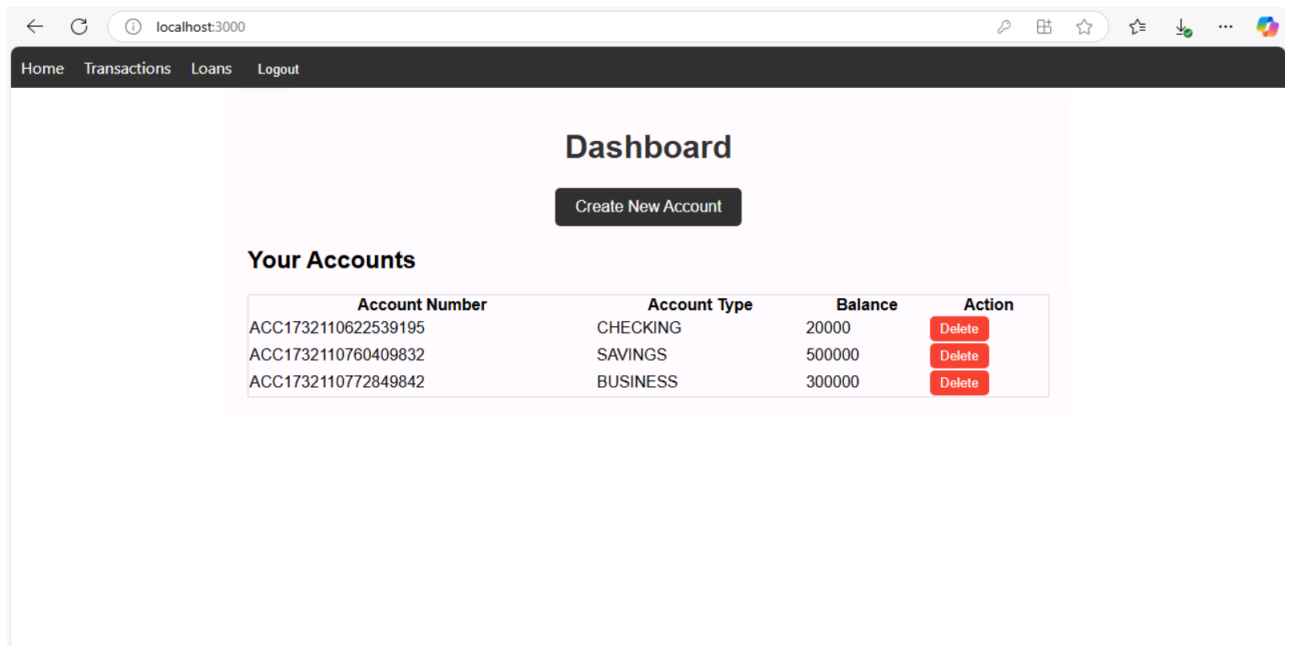 localhost:3000
Home Transactions Loans Logout
Dashboard
Create New Account
Your Accounts
Account Number Account Type Balance Action
ACC1732110622539195 CHECKING 20000 Delete
ACC1732110760409832 SAVINGS 500000 Delete
ACC1732110772849842 BUSINESS 300000 Delete